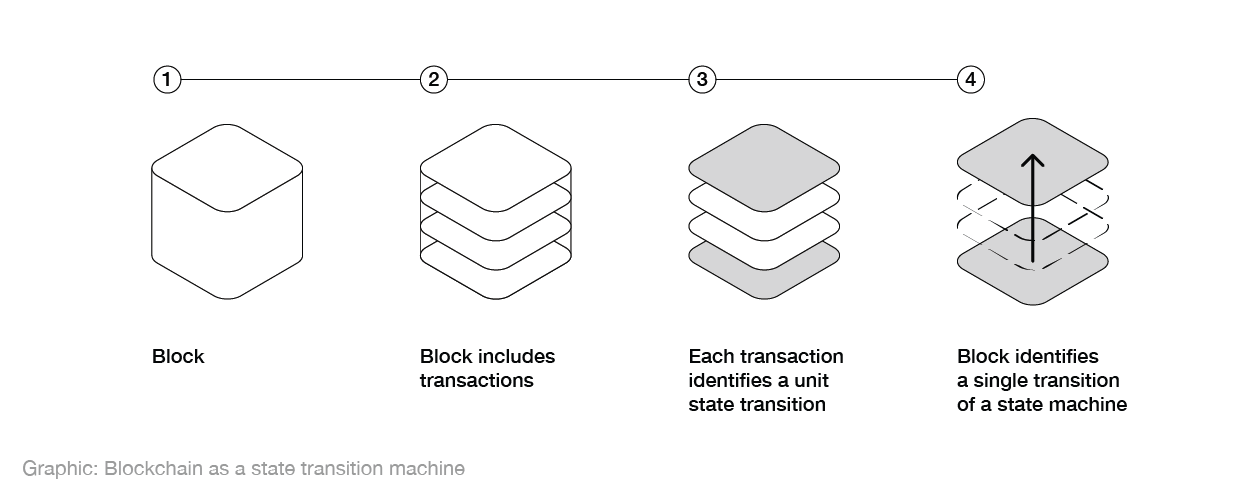 1
2
3
4
Block
Block includes
transactions
Each transaction
identifies a unit
state transition
Block identifies
a single transition
of a state machine
Graphic: Blockchain as a state transition machine